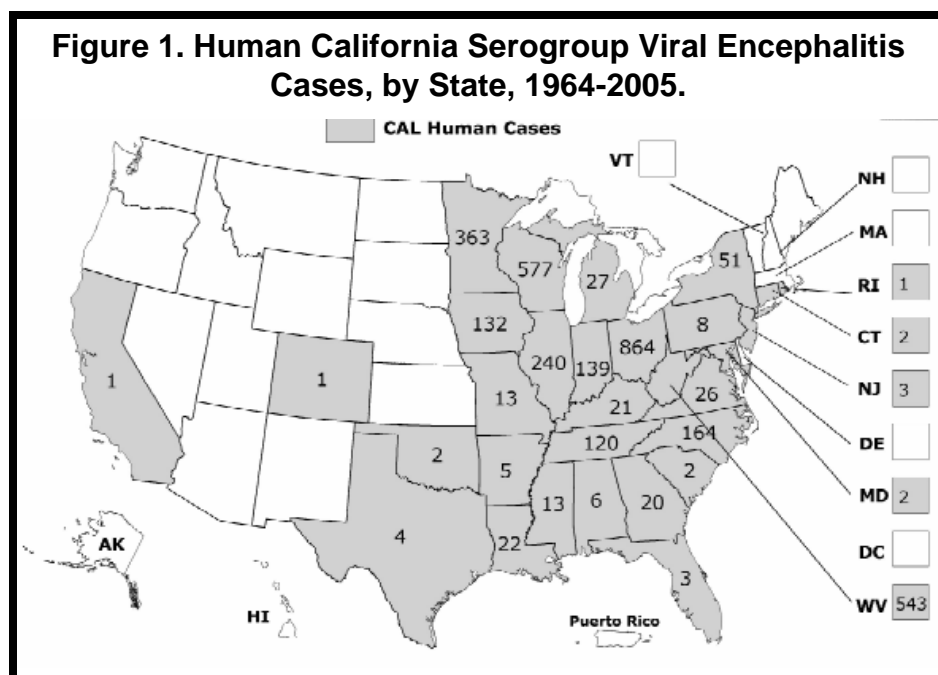 Figure 1. Human California Serogroup Viral Encephalitis
Cases, by State, 1964-2005.
CAL Human Cases
VT
NH
MA
RI 1
CT 2
NJ 3
DE
MD 2
DC
WV 543
363
577
27
51
132
240
139
864
8
1
1
13
21
26
120
164
2
5
2
4
22
13
6
20
3
AK
HI
Puerto Rico